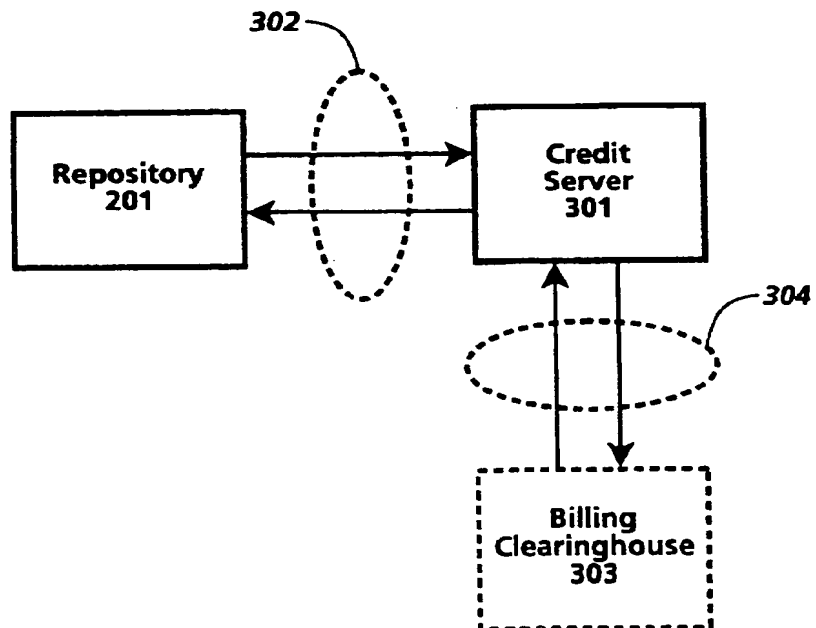 302
Repository
201
Credit
Server
301
304
Billing
Clearinghouse
303